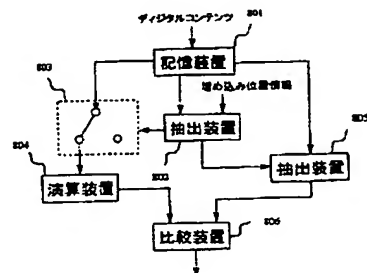 ディジタルコンテンツ
801
記憶装置
803
埋め込み位置情報
抽出装置
802
805
抽出装置
804
演算装置
806
比較装置